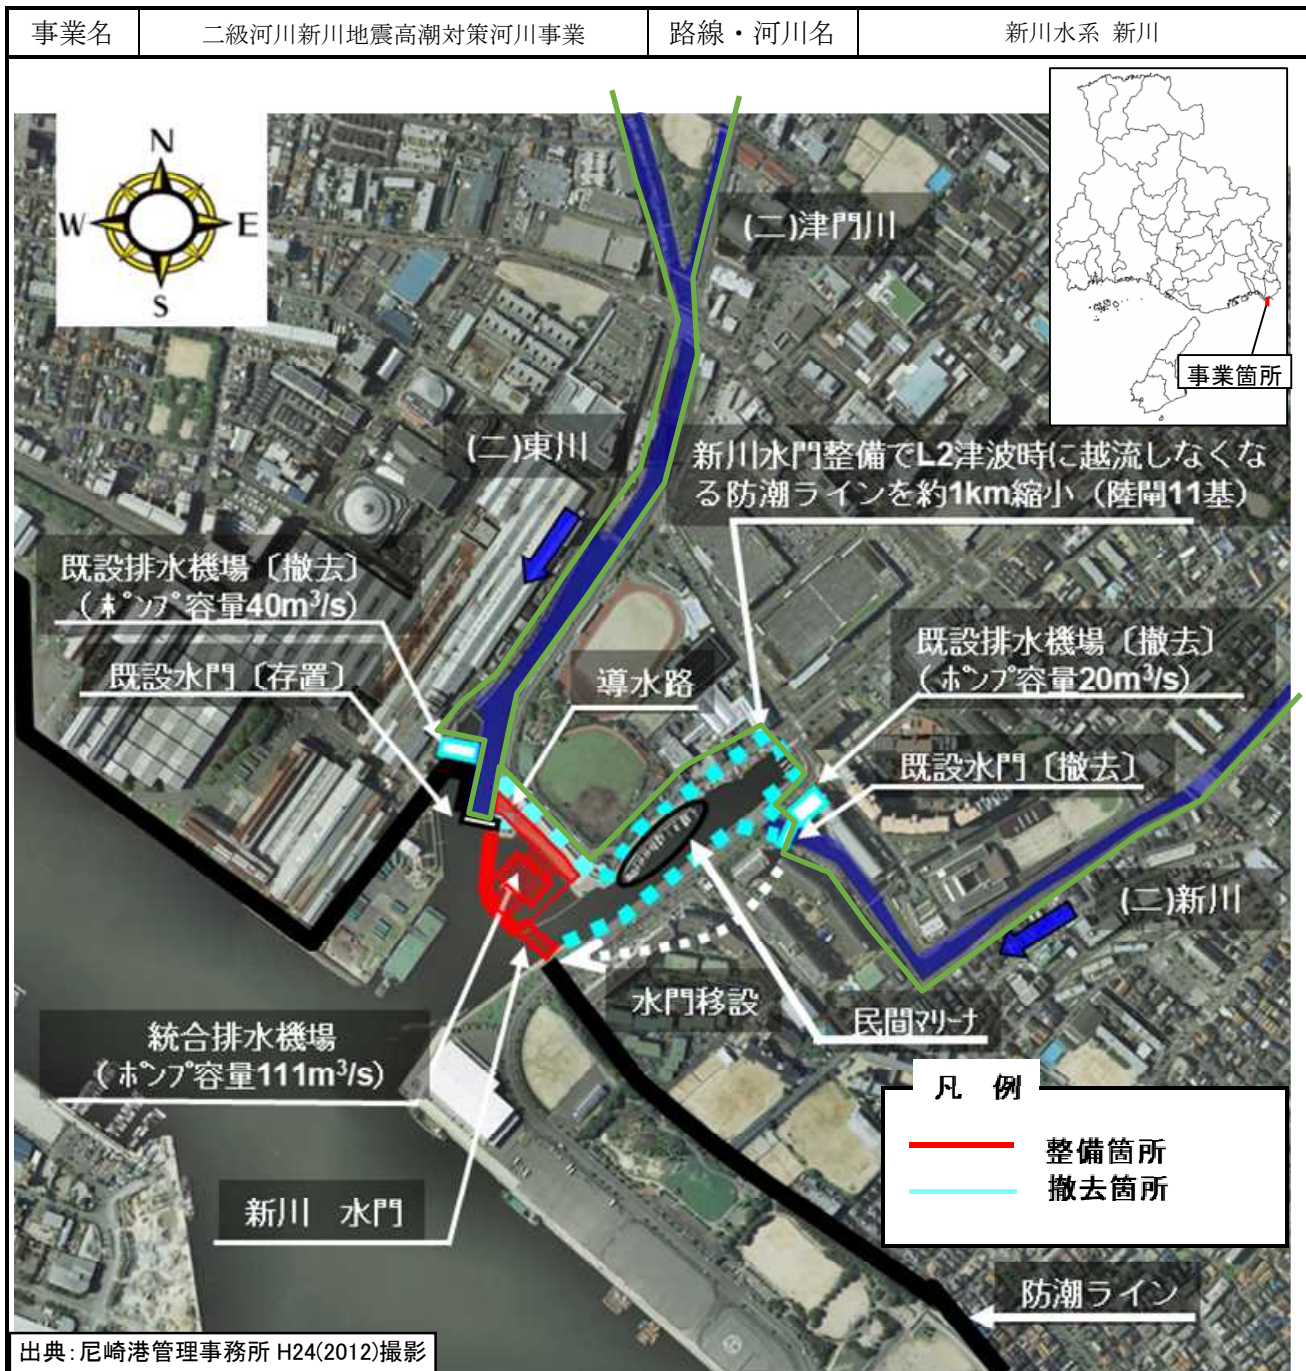 事業名 二級河川新川地震高潮対策河川事業 路線・河川名 新川水系 新川
N
W E
S
事業箇所
(二)津門川
(二)東川
新川水門整備でL2津波時に越流しなくな
る防潮ラインを約1km縮小（陸閘11基）
既設排水機場〔撤去〕
（ﾎﾟﾝﾌﾟ容量40m³/s）
既設水門〔存置〕
導水路
既設排水機場〔撤去〕
（ﾎﾟﾝﾌﾟ容量20m³/s）
既設水門〔撤去〕
(二)新川
水門移設
民間ﾏﾘｰﾅ
統合排水機場
（ﾎﾟﾝﾌﾟ容量111m³/s）
新川　水門
凡　例
整備箇所
撤去箇所
防潮ライン
出典：尼崎港管理事務所 H24(2012)撮影